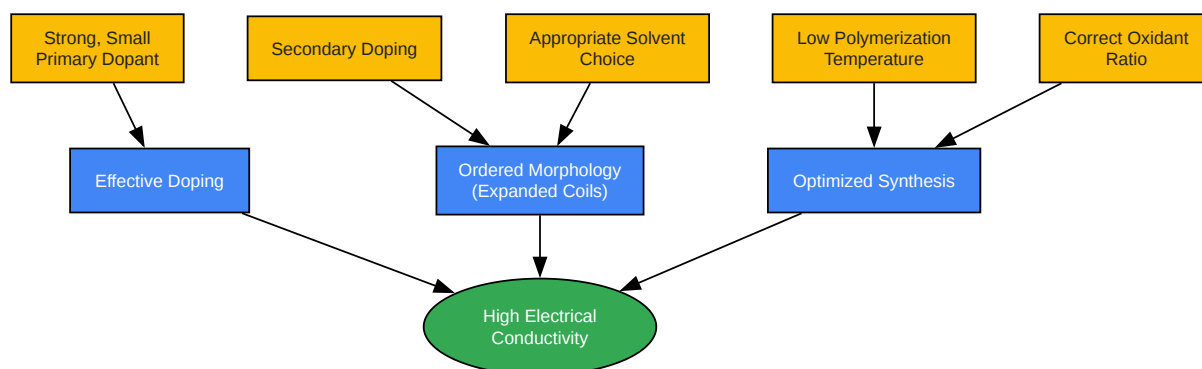 Strong, Small
Primary Dopant
Secondary Doping
Appropriate Solvent
Choice
Low Polymerization
Temperature
Correct Oxidant
Ratio
Effective Doping
Ordered Morphology
(Expanded Coils)
Optimized Synthesis
High Electrical
Conductivity